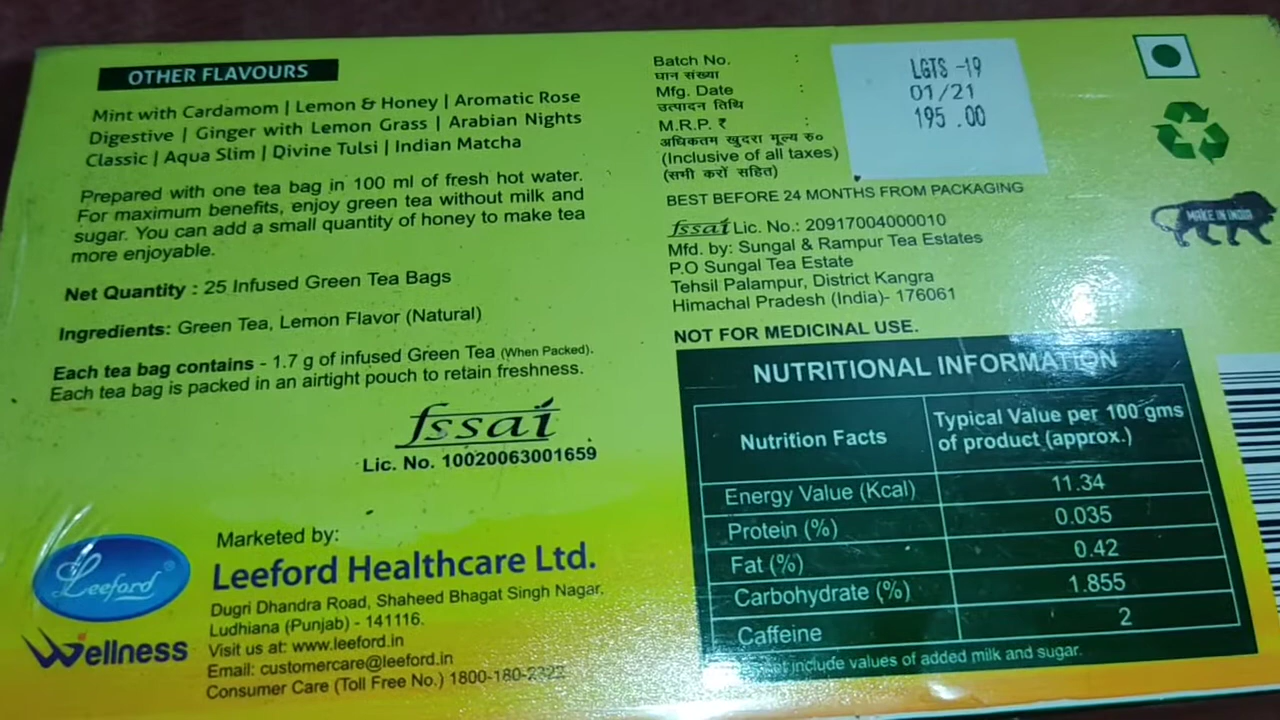 OTHER FLAVOURS
Mint with Cardamom | Lemon & Honey | Aromatic Rose
Digestive | Ginger with Lemon Grass | Arabian Nights
Classic | Aqua Slim | Divine Tulsi | Indian Matcha
Prepared with one tea bag in 100 ml of fresh hot water.
For maximum benefits, enjoy green tea without milk and
sugar. You can add a small quantity of honey to make tea
more enjoyable.
Net Quantity : 25 Infused Green Tea Bags
Ingredients: Green Tea, Lemon Flavor (Natural)
Each tea bag contains - 1.7 g of infused Green Tea (When Packed).
Each tea bag is packed in an airtight pouch to retain freshness.
fssai
Lic. No. 10020063001659
Leeford®
Wellness
Marketed by:
Leeford Healthcare Ltd.
Dugri Dhandra Road, Shaheed Bhagat Singh Nagar,
Ludhiana (Punjab) - 141116.
Visit us at: www.leeford.in
Email: customercare@leeford.in
Consumer Care (Toll Free No.) 1800-180-2322
Batch No. : LGTS -19
घान संख्या
Mfg. Date : 01/21
उत्पादन तिथि
M.R.P. ₹ : 195 .00
अधिकतम खुदरा मूल्य रु०
(Inclusive of all taxes)
(सभी करों सहित)
BEST BEFORE 24 MONTHS FROM PACKAGING
fssai Lic. No.: 20917004000010
Mfd. by: Sungal & Rampur Tea Estates
P.O Sungal Tea Estate
Tehsil Palampur, District Kangra
Himachal Pradesh (India)- 176061
MAKE IN INDIA
NOT FOR MEDICINAL USE.
NUTRITIONAL INFORMATION
Nutrition Facts
Typical Value per 100 gms
of product (approx.)
Energy Value (Kcal) 11.34
Protein (%) 0.035
Fat (%) 0.42
Carbohydrate (%) 1.855
Caffeine 2
include values of added milk and sugar.